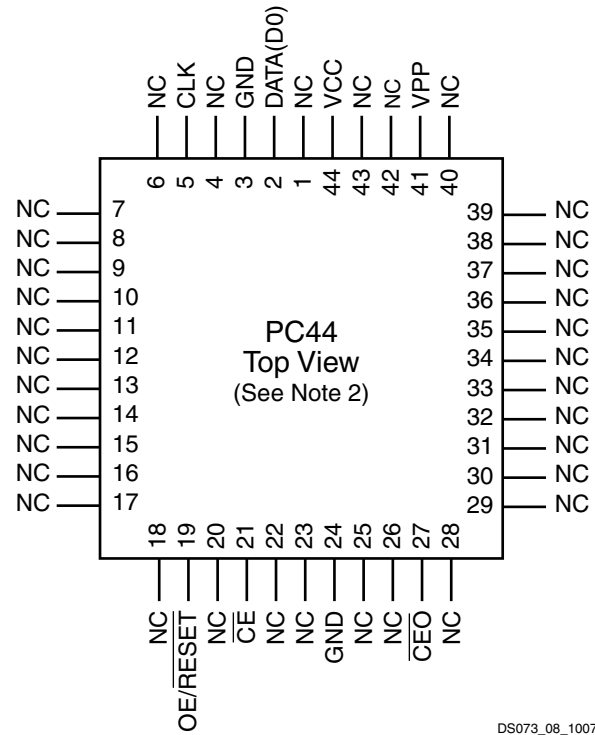 NC CLK NC GND DATA(D0) NC VCC NC NC VPP NC
6 5 4 3 2 1 44 43 42 41 40
NC 7 39 NC
NC 8 38 NC
NC 9 37 NC
NC 10 36 NC
NC 11 35 NC
NC 12 34 NC
NC 13 33 NC
NC 14 32 NC
NC 15 31 NC
NC 16 30 NC
NC 17 29 NC
PC44
Top View
(See Note 2)
18 19 20 21 22 23 24 25 26 27 28
NC OE/RESET NC CE NC NC GND NC NC CEO NC
DS073_08_1007